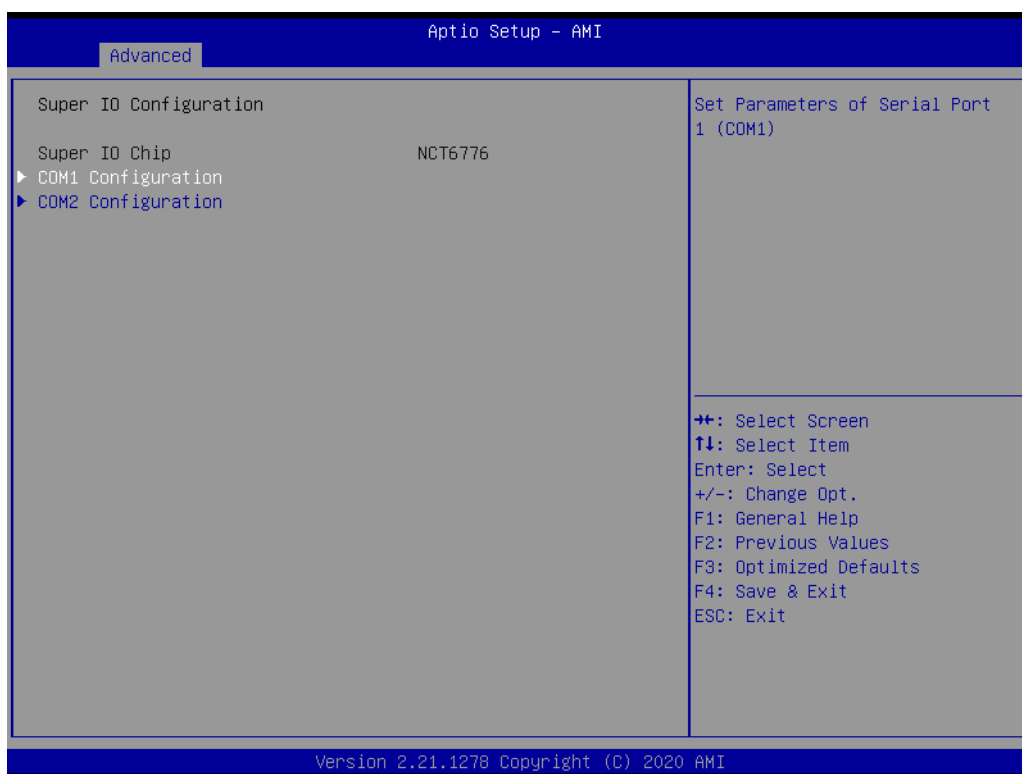 Aptio Setup – AMI
Advanced
Super IO Configuration
Super IO Chip NCT6776
▶ COM1 Configuration
▶ COM2 Configuration
Set Parameters of Serial Port
1 (COM1)
→←: Select Screen
↑↓: Select Item
Enter: Select
+/-: Change Opt.
F1: General Help
F2: Previous Values
F3: Optimized Defaults
F4: Save & Exit
ESC: Exit
Version 2.21.1278 Copyright (C) 2020 AMI